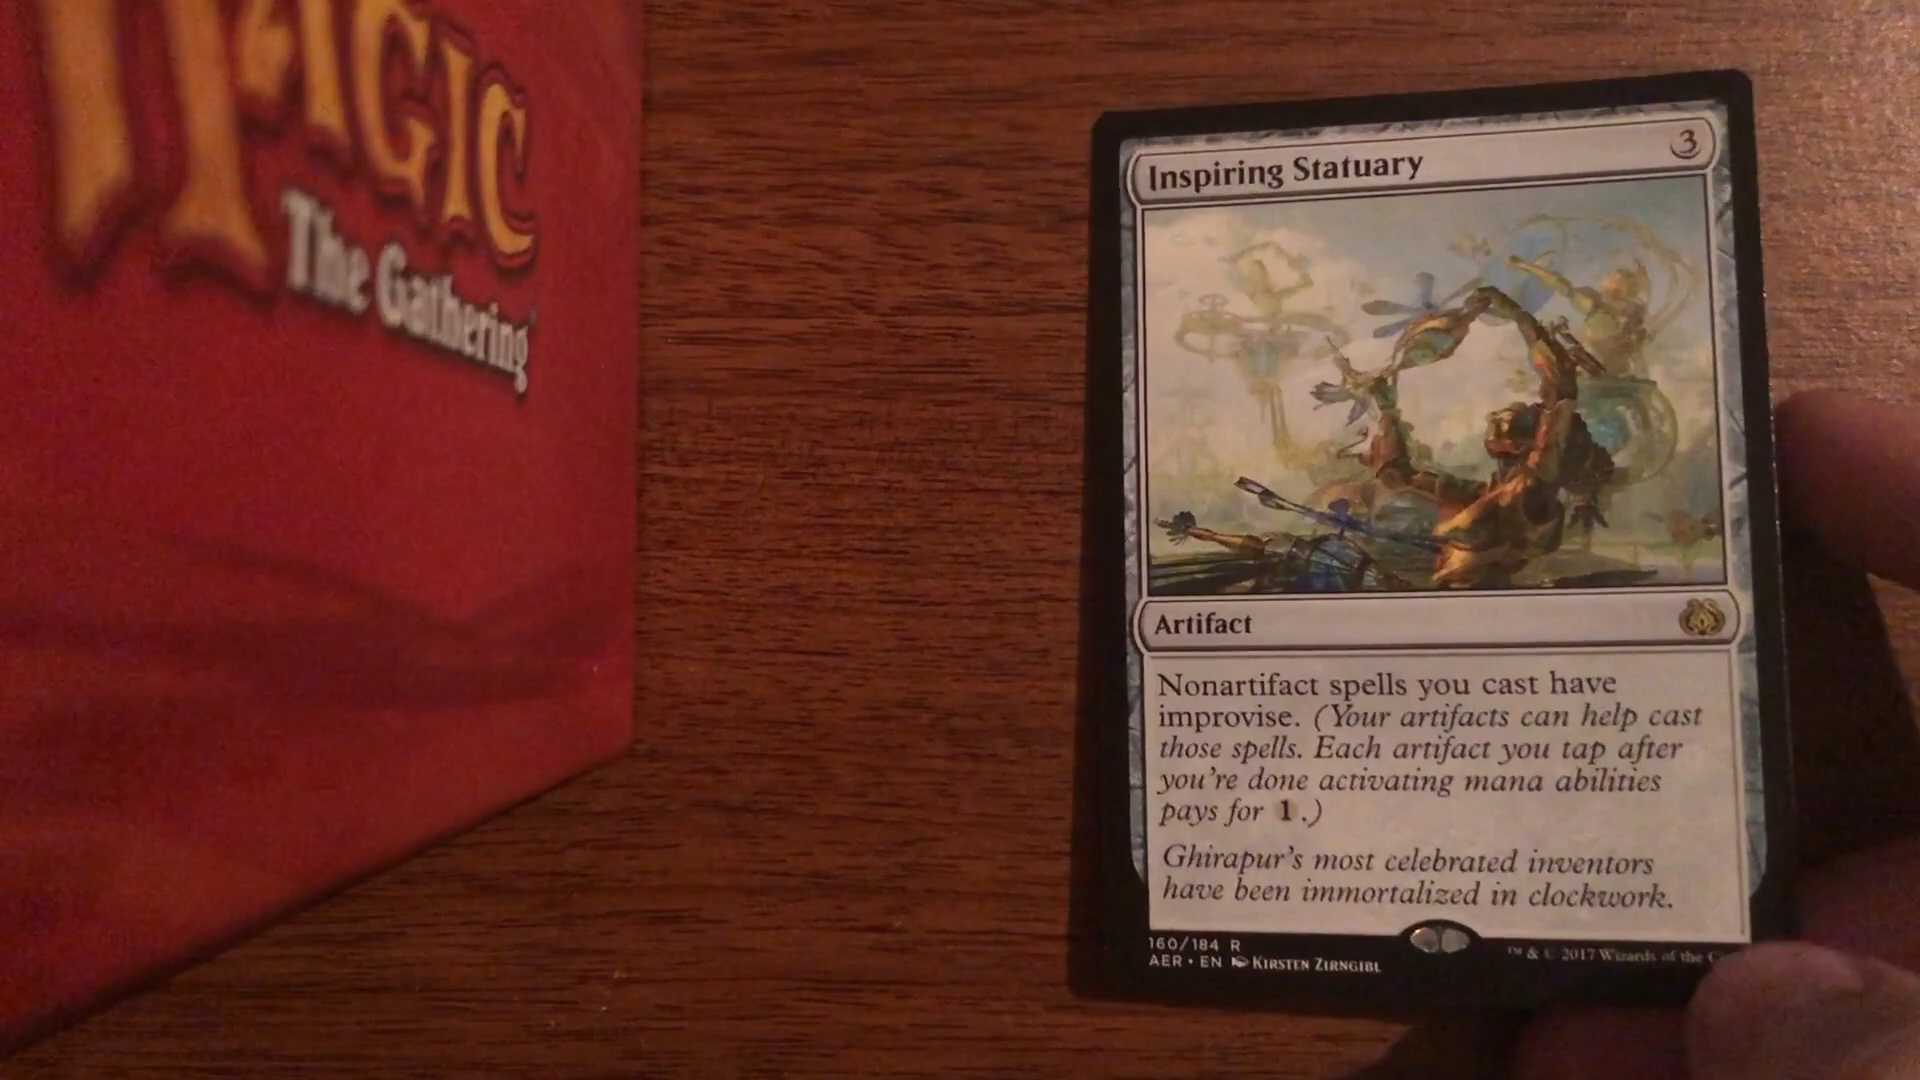 MAGIC
The Gathering
Inspiring Statuary
3
Artifact
Nonartifact spells you cast have
improvise. (Your artifacts can help cast
those spells. Each artifact you tap after
you're done activating mana abilities
pays for 1.)
Ghirapur's most celebrated inventors
have been immortalized in clockwork.
160/184 R
AER • EN KIRSTEN ZIRNGIBL
™ & © 2017 Wizards of the